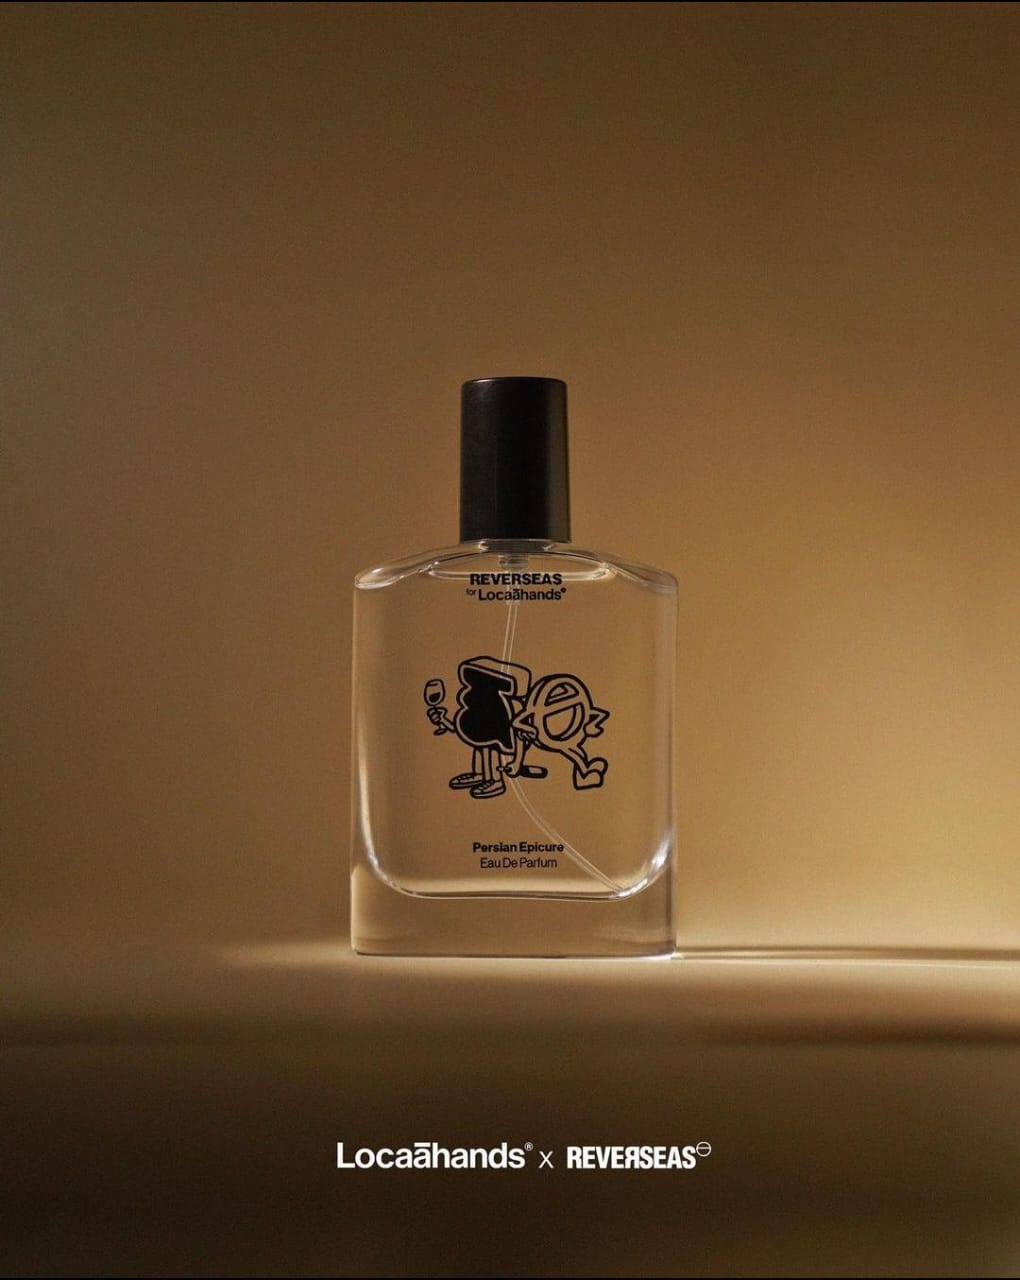 REVERSEAS
for Locaāhands®
Persian Epicure
Eau De Parfum
Locaāhands® x REVERSEAS